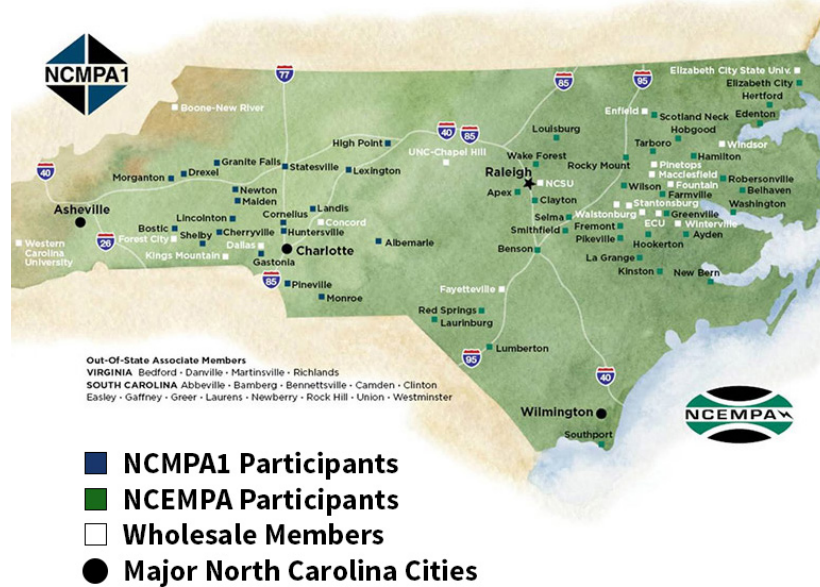 NCMPA1
77
85
95
Elizabeth City State Univ.
Elizabeth City
Hertford
Edenton
Boone-New River
Enfield
Scotland Neck
Hobgood
Louisburg
High Point
40
85
UNC-Chapel Hill
Tarboro
Windsor
Hamilton
Wake Forest
Rocky Mount
Pinetops
Macclesfield
40
Granite Falls
Statesville
Lexington
Morganton
Drexel
Raleigh
NCSU
Wilson
Fountain
Robersonville
Belhaven
Newton
Maiden
Apex
Clayton
Farmville
Stantonsburg
Washington
Asheville
Landis
Lincolnton
Cornelius
Concord
Selma
Walstonburg
Greenville
Bostic
Cherryville
Huntersville
Smithfield
Fremont
ECU
Winterville
Forest City
Shelby
Pikeville
Ayden
Western
Carolina
University
26
Dallas
Charlotte
Albemarle
Hookerton
Kings Mountain
Gastonia
Benson
La Grange
Kinston
New Bern
85
Pineville
Monroe
Fayetteville
Red Springs
Laurinburg
Lumberton
95
40
Out-Of-State Associate Members
VIRGINIA Bedford · Danville · Martinsville · Richlands
SOUTH CAROLINA Abbeville · Bamberg · Bennettsville · Camden · Clinton
Easley · Gaffney · Greer · Laurens · Newberry · Rock Hill · Union · Westminster
Wilmington
NCEMPA
Southport
NCMPA1 Participants
NCEMPA Participants
Wholesale Members
Major North Carolina Cities